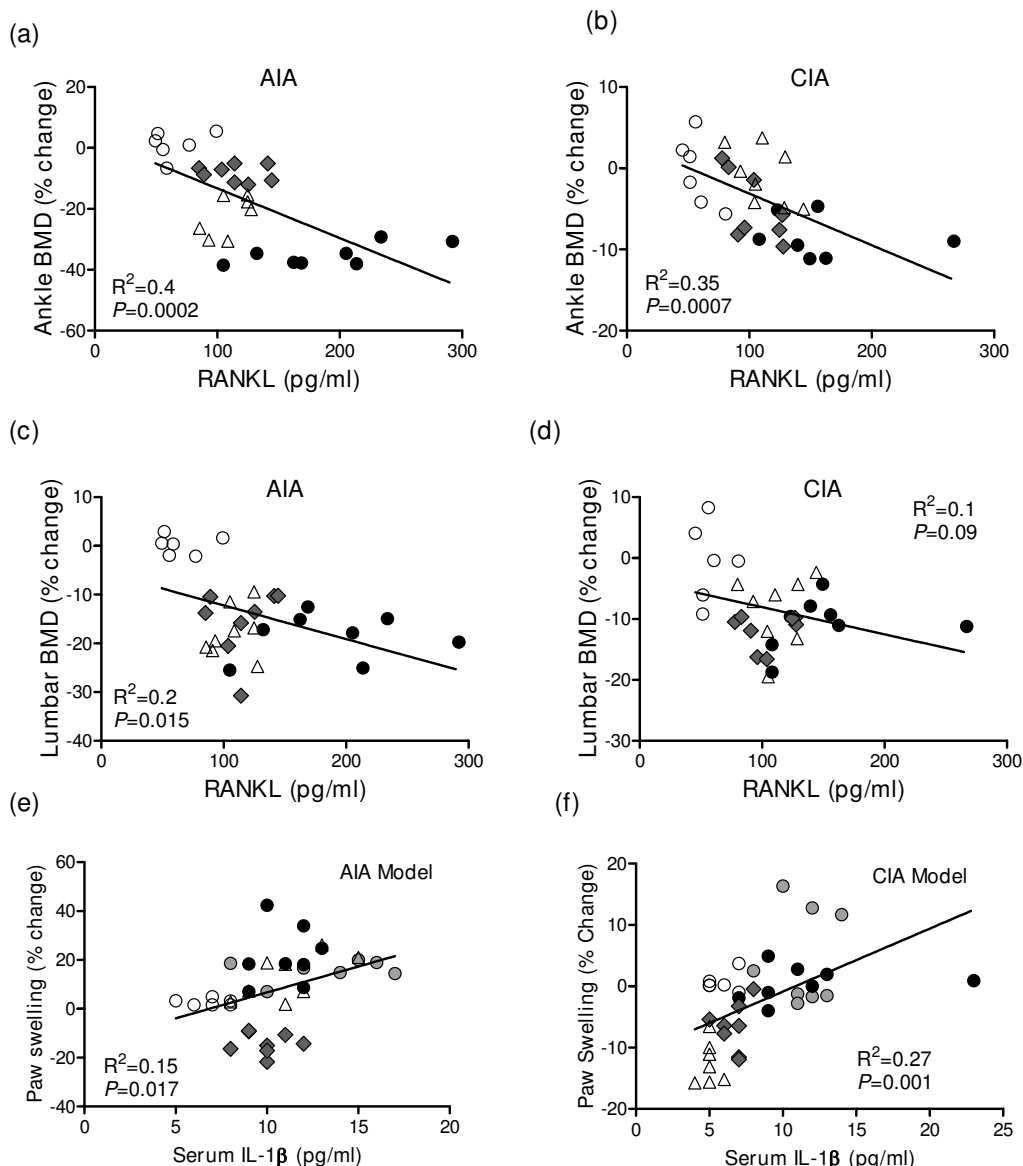 (a)
AIA
Ankle BMD (% change)
20
0
-20
-40
-60
R²=0.4
P=0.0002
0
100
200
300
RANKL (pg/ml)
(b)
CIA
Ankle BMD (% change)
10
0
-10
-20
R²=0.35
P=0.0007
0
100
200
300
RANKL (pg/ml)
(c)
AIA
Lumbar BMD (% change)
10
0
-10
-20
-30
-40
R²=0.2
P=0.015
0
100
200
300
RANKL (pg/ml)
(d)
CIA
Lumbar BMD (% change)
10
0
-10
-20
-30
R²=0.1
P=0.09
0
100
200
300
RANKL (pg/ml)
(e)
AIA Model
Paw swelling (% change)
60
40
20
0
-20
-40
R²=0.15
P=0.017
0
5
10
15
20
Serum IL-1β (pg/ml)
(f)
CIA Model
Paw Swelling (% Change)
20
10
0
-10
-20
R²=0.27
P=0.001
0
5
10
15
20
25
Serum IL-1β (pg/ml)